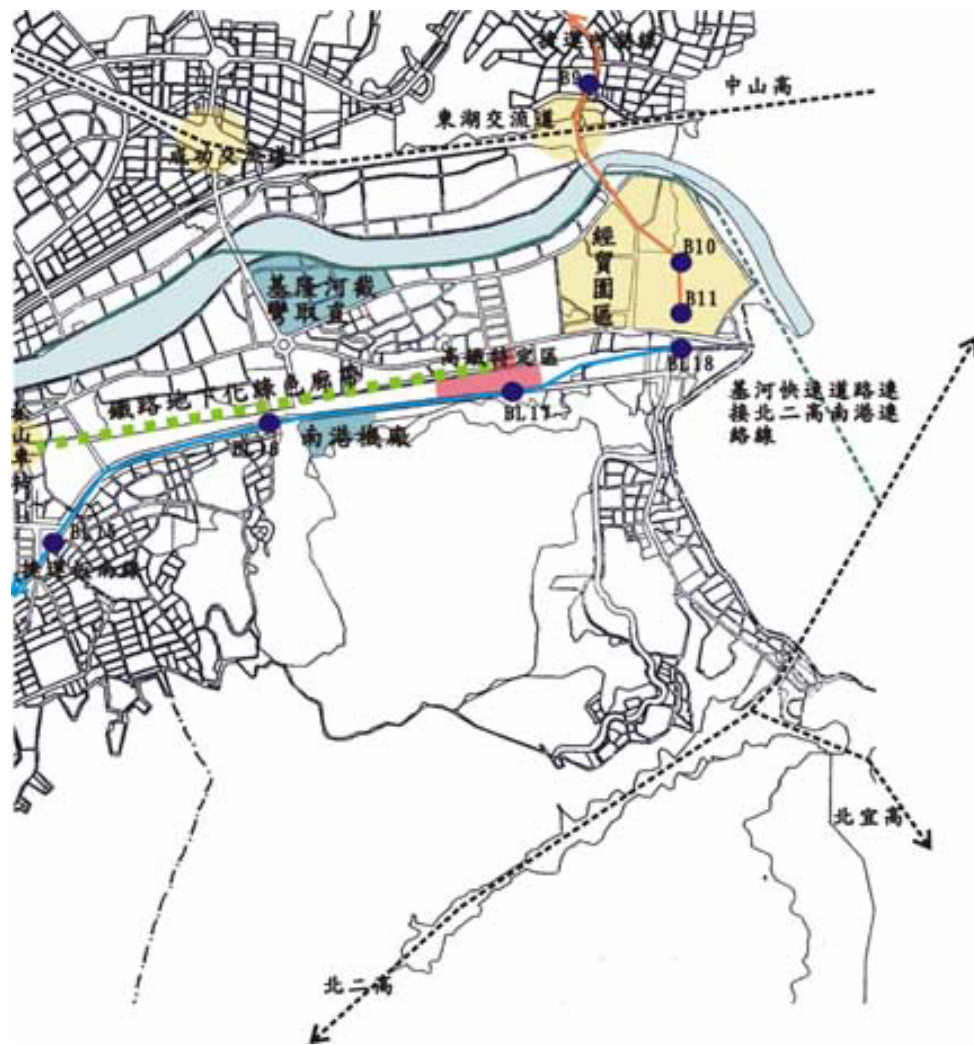 捷運內湖線
B9
中山高
東湖交流道
成功交流道
經貿園區
B10
B11
基隆河截
彎取直
高鐵特定區
BL18
鐵路地下化綠色廊帶
BL17
基河快速道路連
接北二高南港連
絡線
南港機廠
BL16
BL15
捷運板南線
北宜高
北二高